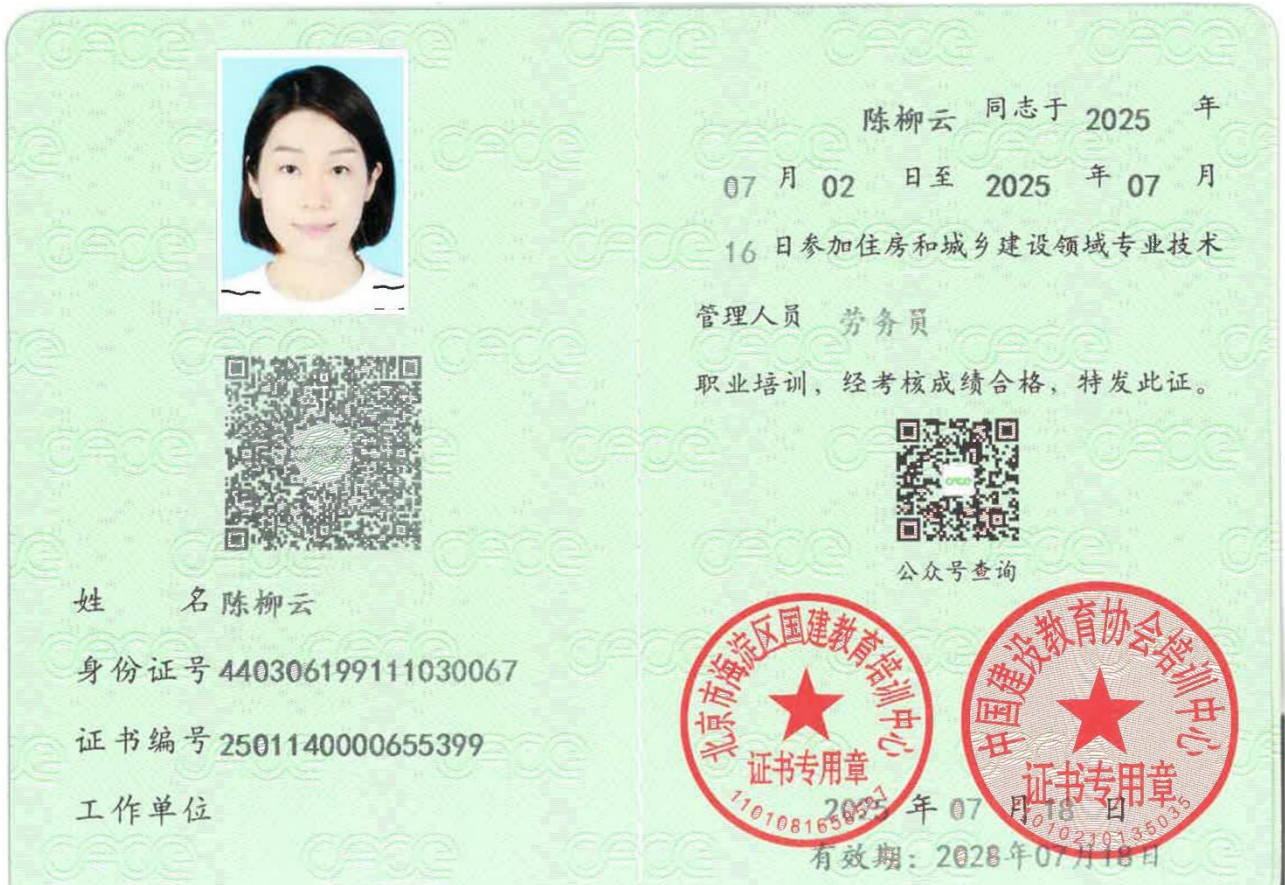 姓 名 陈柳云
身份证号 440306199111030067
证书编号 2501140000655399
工作单位
陈柳云 同志于 2025 年
07 月 02 日至 2025 年 07 月
16 日参加住房和城乡建设领域专业技术
管理人员 劳务员
职业培训，经考核成绩合格，特发此证。
公众号查询
北京市海淀区国建教育培训中心
证书专用章
中国建设教育协会培训中心
证书专用章
2025 年 07 月 18 日
有效期：2028年07月18日